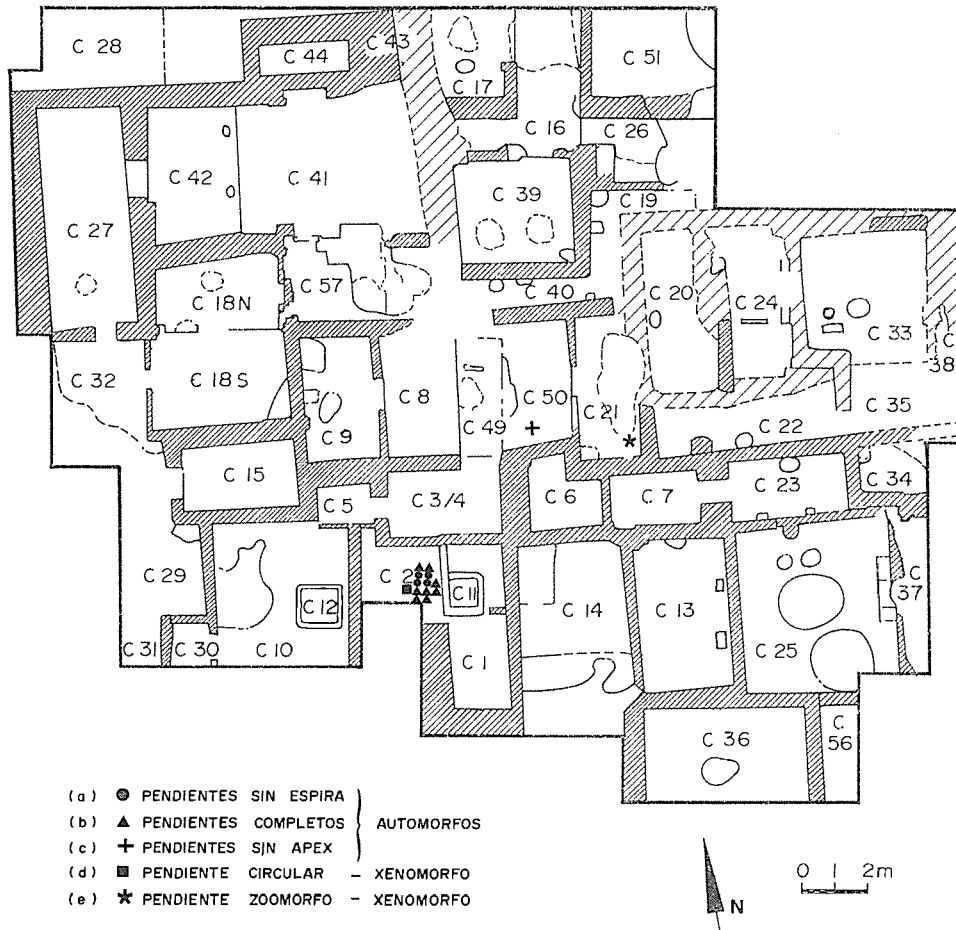 C 28
C 44
C 43
C 17
C 51
C 16
C 26
C 42
C 41
C 39
C 19
C 27
C 57
C 18N
C 40
C 20
C 24
C 33
C 38
C 32
C 18S
C 8
C 50
C 21
C 35
C 9
C 49
C 22
C 15
C 5
C 3/4
C 6
C 7
C 23
C 34
C 29
C 2
C 11
C 12
C 14
C 13
C 37
C 31
C 30
C 10
C 1
C 25
C 36
C 56
(a) PENDIENTES SIN ESPIRA
(b) PENDIENTES COMPLETOS AUTOMORFOS
(c) PENDIENTES SIN APEX
(d) PENDIENTE CIRCULAR – XENOMORFO
(e) PENDIENTE ZOOMORFO – XENOMORFO
N
0 1 2m